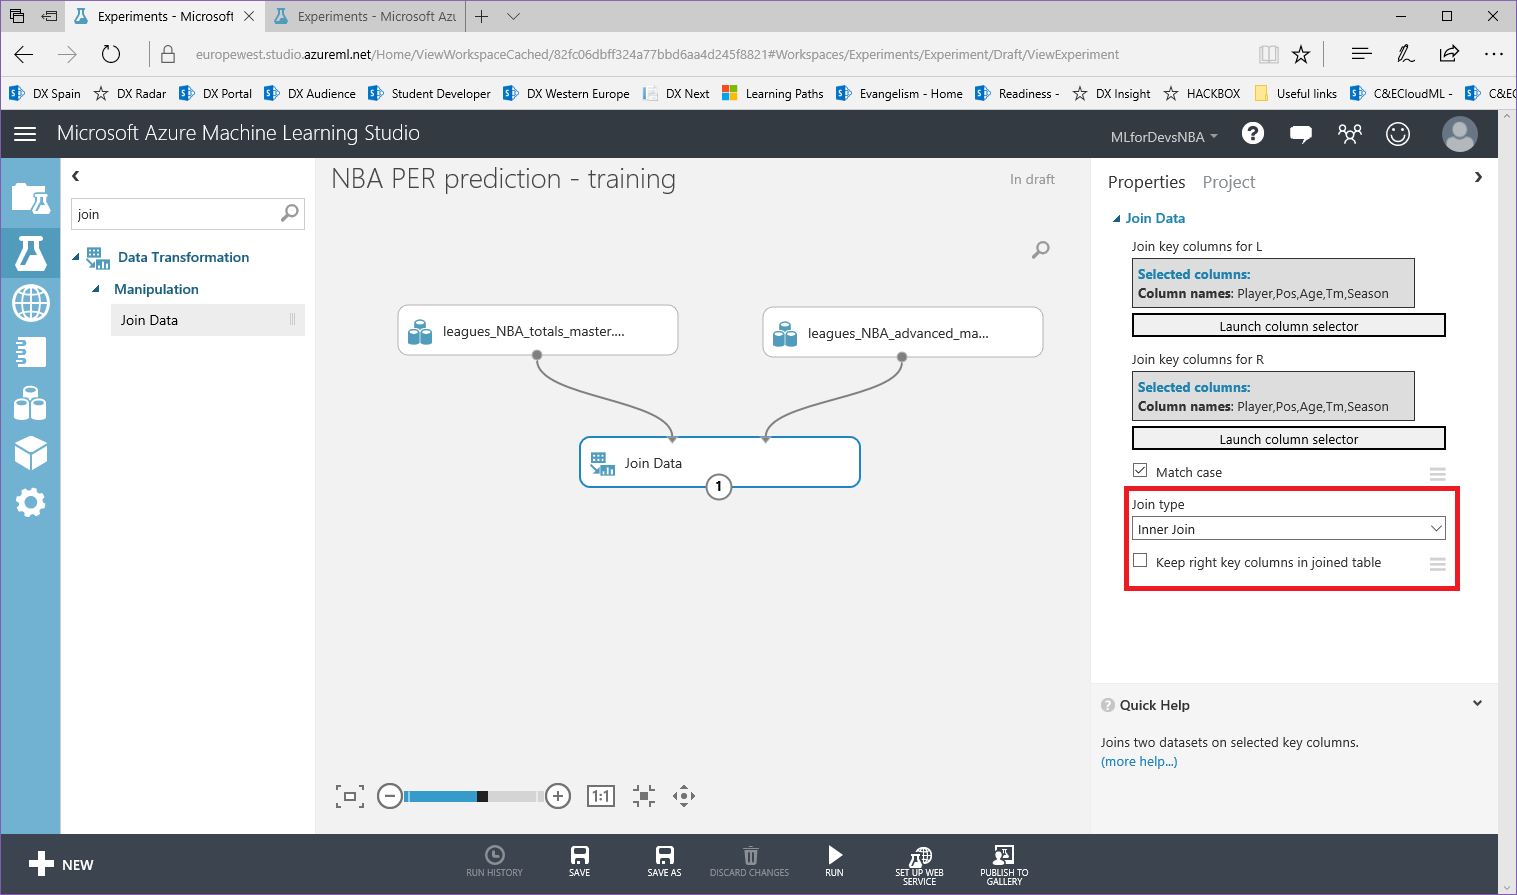 Experiments - Microsoft
Experiments - Microsoft Azu
europewest.studio.azureml.net/Home/ViewWorkspaceCached/82fc06dbff324a77bbd6aa4d245f8821#Workspaces/Experiments/Experiment/Draft/ViewExperiment
DX Spain DX Radar DX Portal DX Audience Student Developer DX Western Europe DX Next Learning Paths Evangelism - Home Readiness - DX Insight HACKBOX Useful links C&ECloudML - C&EC
Microsoft Azure Machine Learning Studio
MLforDevsNBA
join
Data Transformation
Manipulation
Join Data
NBA PER prediction - training
In draft
leagues_NBA_totals_master....
leagues_NBA_advanced_ma...
Join Data
1
1:1
Properties Project
Join Data
Join key columns for L
Selected columns:
Column names: Player,Pos,Age,Tm,Season
Launch column selector
Join key columns for R
Selected columns:
Column names: Player,Pos,Age,Tm,Season
Launch column selector
Match case
Join type
Inner Join
Keep right key columns in joined table
Quick Help
Joins two datasets on selected key columns.
(more help...)
NEW
RUN HISTORY
SAVE
SAVE AS
DISCARD CHANGES
RUN
SET UP WEB
SERVICE
PUBLISH TO
GALLERY